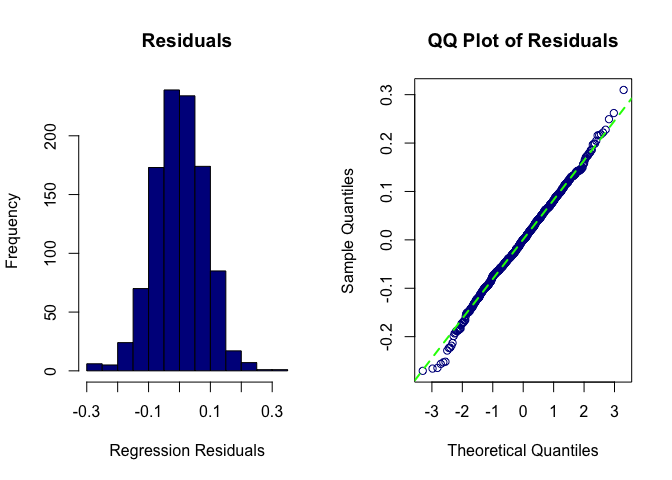 Residuals
Frequency
200
150
100
50
0
-0.3 -0.1 0.1 0.3
Regression Residuals
QQ Plot of Residuals
Sample Quantiles
0.3
0.2
0.1
0.0
-0.1
-0.2
-3 -2 -1 0 1 2 3
Theoretical Quantiles